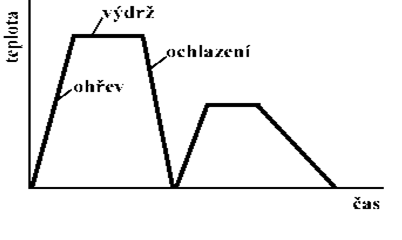 výdrž
teplota
ochlazení
ohřev
čas